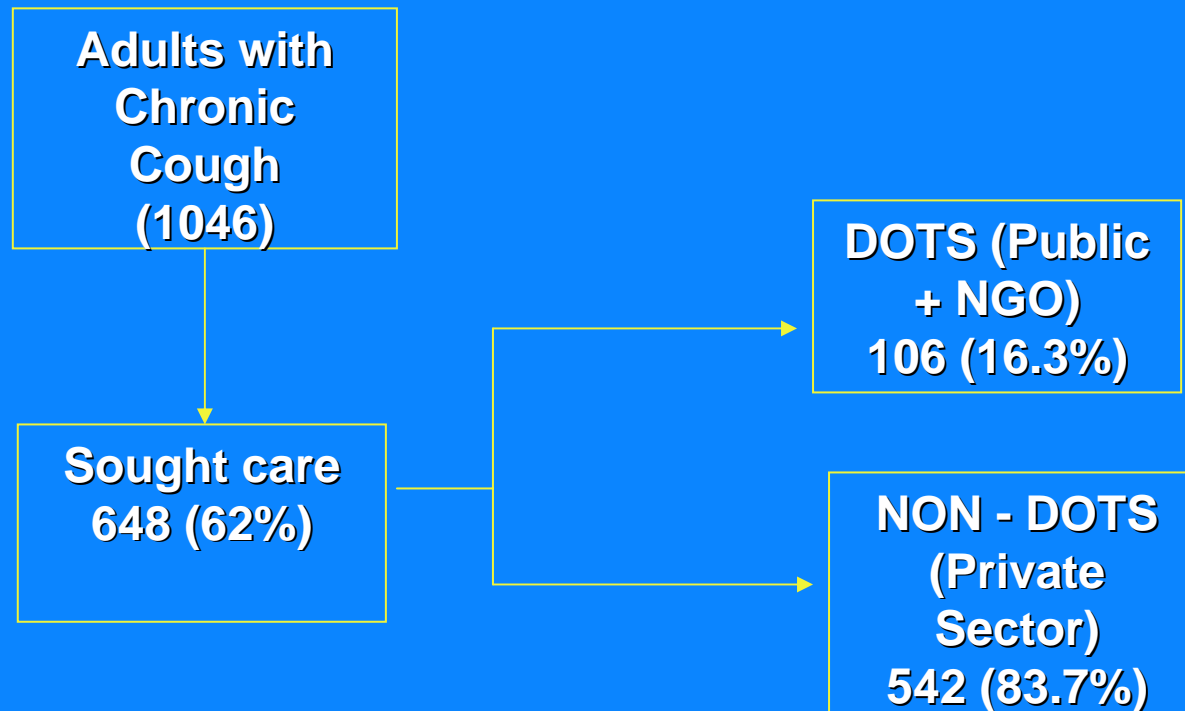 Adults with
Chronic
Cough
(1046)
Sought care
648 (62%)
DOTS (Public
+ NGO)
106 (16.3%)
NON - DOTS
(Private
Sector)
542 (83.7%)